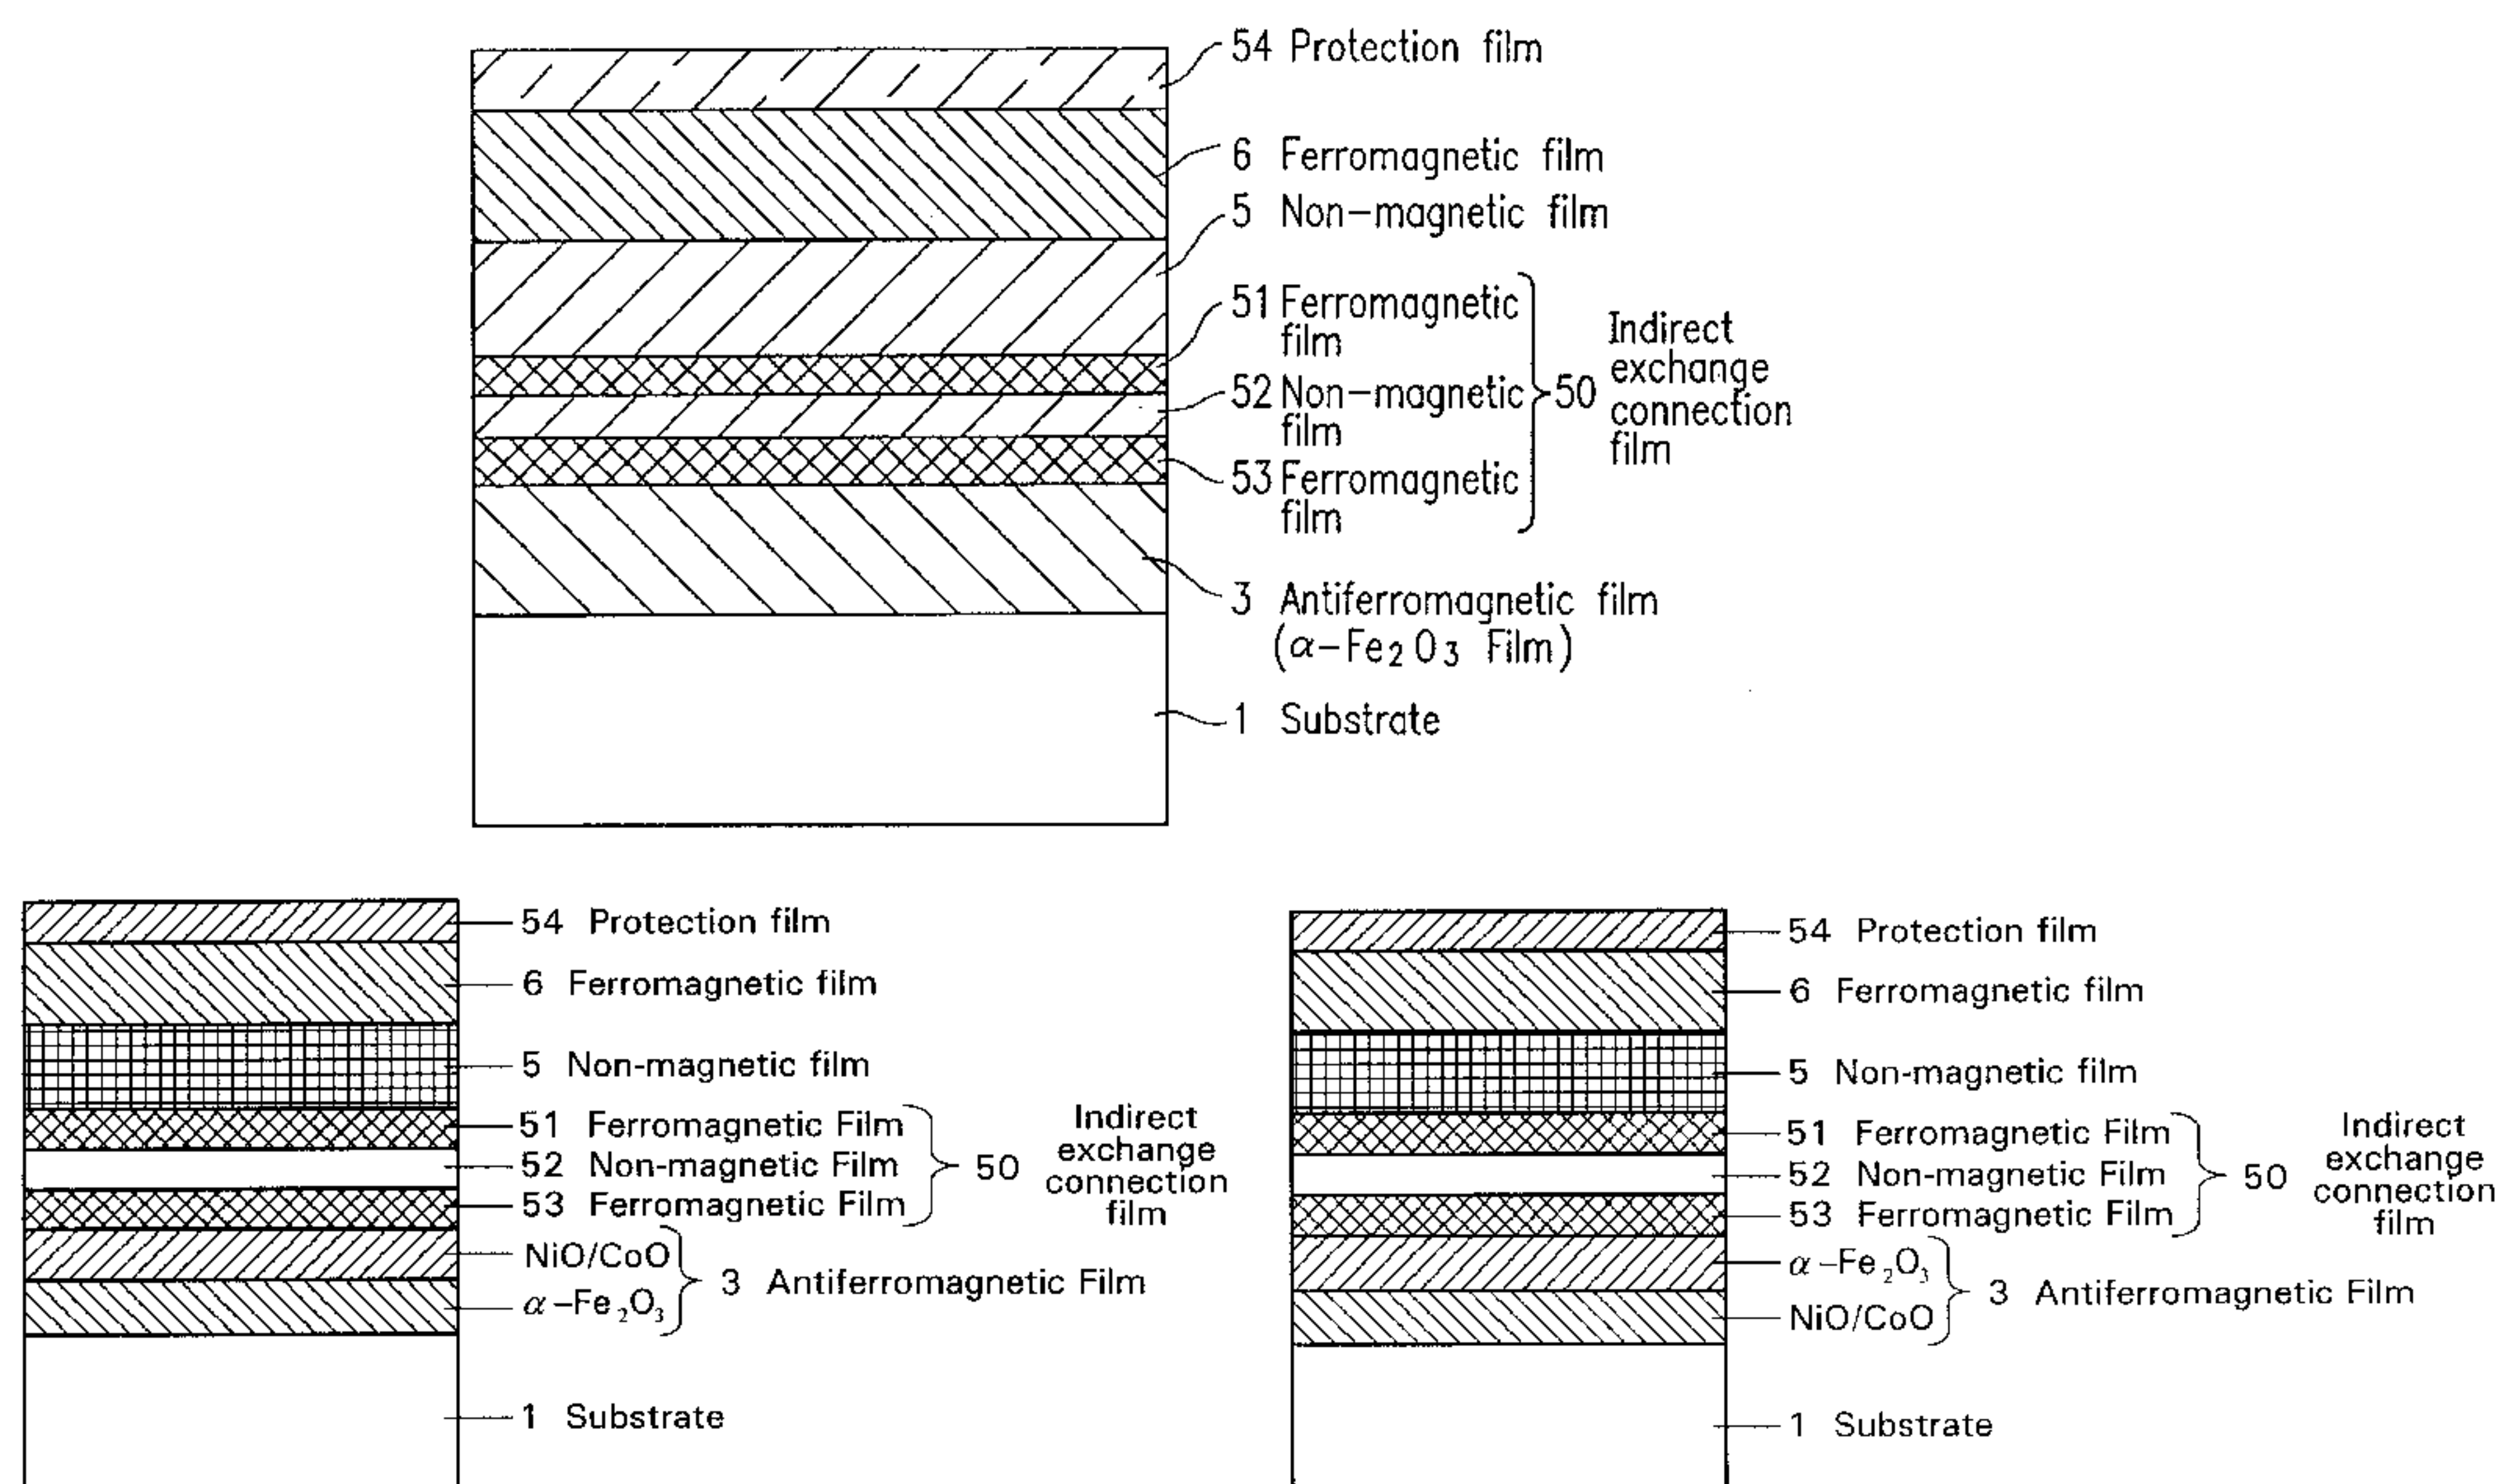 54 Protection film
6 Ferromagnetic film
5 Non-magnetic film
51 Ferromagnetic
film
52 Non-magnetic
film
53 Ferromagnetic
film
50
Indirect
exchange
connection
film
3 Antiferromagnetic film
(α-Fe₂O₃ Film)
1 Substrate
54 Protection film
6 Ferromagnetic film
5 Non-magnetic film
51 Ferromagnetic Film
52 Non-magnetic Film
53 Ferromagnetic Film
50
Indirect
exchange
connection
film
NiO/CoO
α-Fe₂O₃
3 Antiferromagnetic Film
1 Substrate
54 Protection film
6 Ferromagnetic film
5 Non-magnetic film
51 Ferromagnetic Film
52 Non-magnetic Film
53 Ferromagnetic Film
50
Indirect
exchange
connection
film
α-Fe₂O₃
NiO/CoO
3 Antiferromagnetic Film
1 Substrate